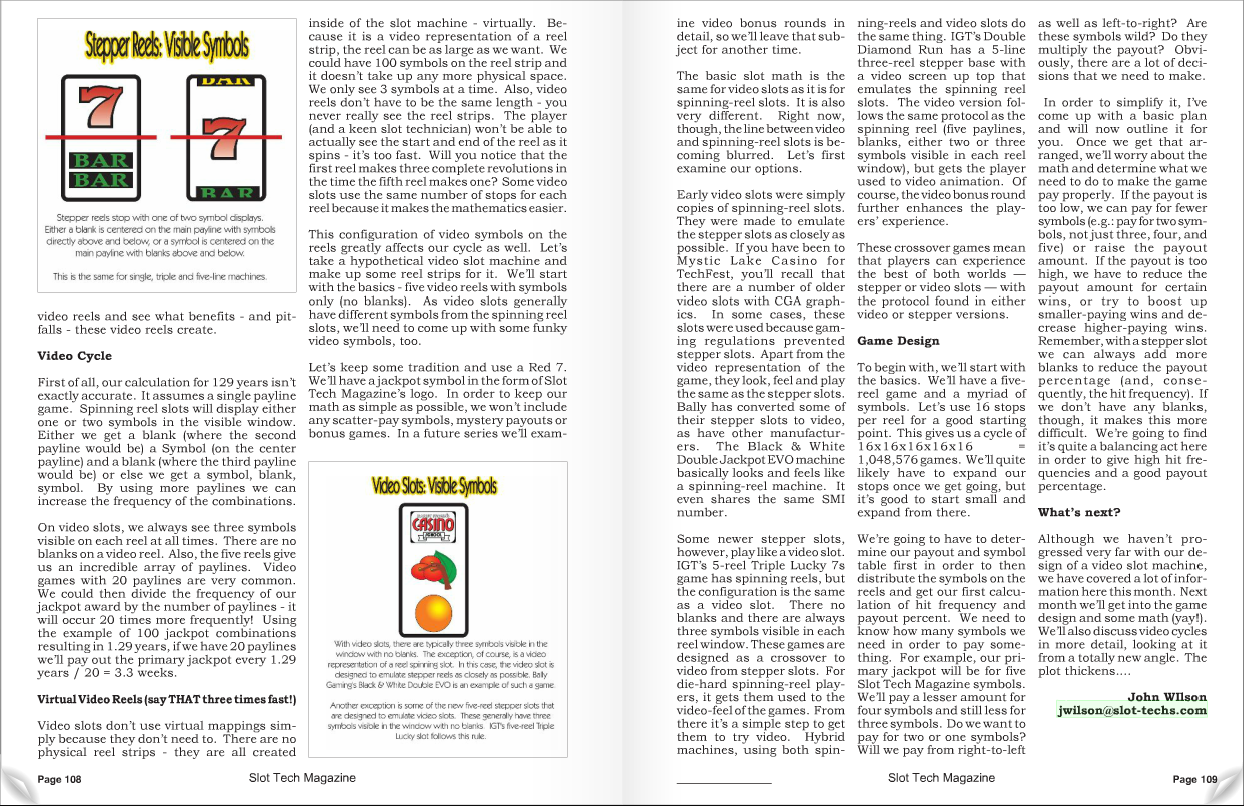 Stepper Reels: Visible Symbols
7
BAR
BAR
BAR
7
BAR
Stepper reels stop with one of two symbol displays.
Either a blank is centered on the main payline with symbols
directly above and below, or a symbol is centered on the
main payline with blanks above and below.
This is the same for single, triple and five-line machines.
video reels and see what benefits - and pit-
falls - these video reels create.
Video Cycle
First of all, our calculation for 129 years isn't
exactly accurate. It assumes a single payline
game. Spinning reel slots will display either
one or two symbols in the visible window.
Either we get a blank (where the second
payline would be) a Symbol (on the center
payline) and a blank (where the third payline
would be) or else we get a symbol, blank,
symbol. By using more paylines we can
increase the frequency of the combinations.
On video slots, we always see three symbols
visible on each reel at all times. There are no
blanks on a video reel. Also, the five reels give
us an incredible array of paylines. Video
games with 20 paylines are very common.
We could then divide the frequency of our
jackpot award by the number of paylines - it
will occur 20 times more frequently! Using
the example of 100 jackpot combinations
resulting in 1.29 years, if we have 20 paylines
we'll pay out the primary jackpot every 1.29
years / 20 = 3.3 weeks.
Virtual Video Reels (say THAT three times fast!)
Video slots don't use virtual mappings sim-
ply because they don't need to. There are no
physical reel strips - they are all created
inside of the slot machine - virtually. Be-
cause it is a video representation of a reel
strip, the reel can be as large as we want. We
could have 100 symbols on the reel strip and
it doesn't take up any more physical space.
We only see 3 symbols at a time. Also, video
reels don't have to be the same length - you
never really see the reel strips. The player
(and a keen slot technician) won't be able to
actually see the start and end of the reel as it
spins - it's too fast. Will you notice that the
first reel makes three complete revolutions in
the time the fifth reel makes one? Some video
slots use the same number of stops for each
reel because it makes the mathematics easier.
This configuration of video symbols on the
reels greatly affects our cycle as well. Let's
take a hypothetical video slot machine and
make up some reel strips for it. We'll start
with the basics - five video reels with symbols
only (no blanks). As video slots generally
have different symbols from the spinning reel
slots, we'll need to come up with some funky
video symbols, too.
Let's keep some tradition and use a Red 7.
We'll have a jackpot symbol in the form of Slot
Tech Magazine's logo. In order to keep our
math as simple as possible, we won't include
any scatter-pay symbols, mystery payouts or
bonus games. In a future series we'll exam-
Video Slots: Visible Symbols
CASINO
With video slots, there are typically three symbols visible in the
window with no blanks. The exception, of course, is a video
representation of a reel spinning slot. In this case, the video slot is
designed to emulate stepper reels as closely as possible. Bally
Gaming's Black & White Double EVO is an example of such a game.
Another exception is some of the new five-reel stepper slots that
are designed to emulate video slots. These generally have three
symbols visible in the window with no blanks. IGT's five-reel Triple
Lucky slot follows this rule.
Page 108
Slot Tech Magazine
ine video bonus rounds in
detail, so we'll leave that sub-
ject for another time.
The basic slot math is the
same for video slots as it is for
spinning-reel slots. It is also
very different. Right now,
though, the line between video
and spinning-reel slots is be-
coming blurred. Let's first
examine our options.
Early video slots were simply
copies of spinning-reel slots.
They were made to emulate
the stepper slots as closely as
possible. If you have been to
Mystic Lake Casino for
TechFest, you'll recall that
there are a number of older
video slots with CGA graph-
ics. In some cases, these
slots were used because gam-
ing regulations prevented
stepper slots. Apart from the
video representation of the
game, they look, feel and play
the same as the stepper slots.
Bally has converted some of
their stepper slots to video,
as have other manufactur-
ers. The Black & White
Double Jackpot EVO machine
basically looks and feels like
a spinning-reel machine. It
even shares the same SMI
number.
Some newer stepper slots,
however, play like a video slot.
IGT's 5-reel Triple Lucky 7s
game has spinning reels, but
the configuration is the same
as a video slot. There no
blanks and there are always
three symbols visible in each
reel window. These games are
designed as a crossover to
video from stepper slots. For
die-hard spinning-reel play-
ers, it gets them used to the
video-feel of the games. From
there it's a simple step to get
them to try video. Hybrid
machines, using both spin-
ning-reels and video slots do
the same thing. IGT's Double
Diamond Run has a 5-line
three-reel stepper base with
a video screen up top that
emulates the spinning reel
slots. The video version fol-
lows the same protocol as the
spinning reel (five paylines,
blanks, either two or three
symbols visible in each reel
window), but gets the player
used to video animation. Of
course, the video bonus round
further enhances the play-
ers' experience.
These crossover games mean
that players can experience
the best of both worlds —
stepper or video slots — with
the protocol found in either
video or stepper versions.
Game Design
To begin with, we'll start with
the basics. We'll have a five-
reel game and a myriad of
symbols. Let's use 16 stops
per reel for a good starting
point. This gives us a cycle of
16x16x16x16x16 =
1,048,576 games. We'll quite
likely have to expand our
stops once we get going, but
it's good to start small and
expand from there.
We're going to have to deter-
mine our payout and symbol
table first in order to then
distribute the symbols on the
reels and get our first calcu-
lation of hit frequency and
payout percent. We need to
know how many symbols we
need in order to pay some-
thing. For example, our pri-
mary jackpot will be for five
Slot Tech Magazine symbols.
We'll pay a lesser amount for
four symbols and still less for
three symbols. Do we want to
pay for two or one symbols?
Will we pay from right-to-left
as well as left-to-right? Are
these symbols wild? Do they
multiply the payout? Obvi-
ously, there are a lot of deci-
sions that we need to make.
In order to simplify it, I've
come up with a basic plan
and will now outline it for
you. Once we get that ar-
ranged, we'll worry about the
math and determine what we
need to do to make the game
pay properly. If the payout is
too low, we can pay for fewer
symbols (e.g.: pay for two sym-
bols, not just three, four, and
five) or raise the payout
amount. If the payout is too
high, we have to reduce the
payout amount for certain
wins, or try to boost up
smaller-paying wins and de-
crease higher-paying wins.
Remember, with a stepper slot
we can always add more
blanks to reduce the payout
percentage (and, conse-
quently, the hit frequency). If
we don't have any blanks,
though, it makes this more
difficult. We're going to find
it's quite a balancing act here
in order to give high hit fre-
quencies and a good payout
percentage.
What's next?
Although we haven't pro-
gressed very far with our de-
sign of a video slot machine,
we have covered a lot of infor-
mation here this month. Next
month we'll get into the game
design and some math (yay!!).
We'll also discuss video cycles
in more detail, looking at it
from a totally new angle. The
plot thickens....
John WIlson
jwilson@slot-techs.com
Slot Tech Magazine
Page 109